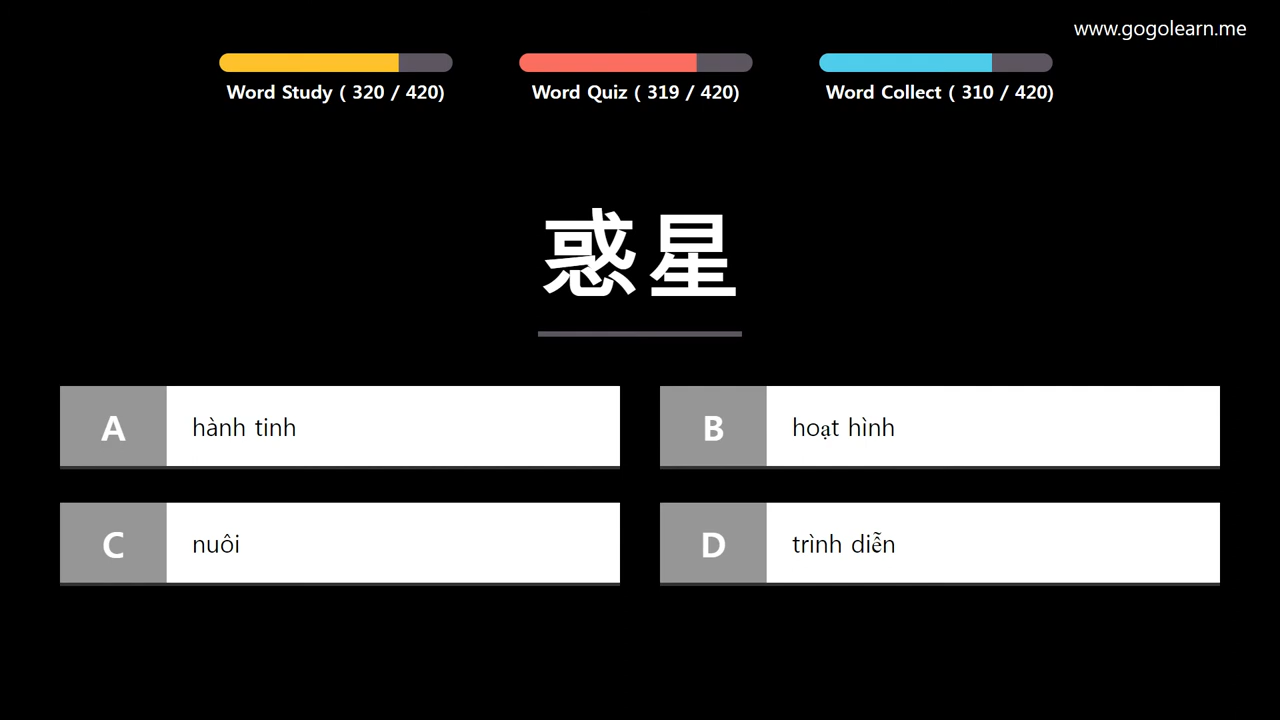 www.gogolearn.me
Word Study ( 320 / 420)
Word Quiz ( 319 / 420)
Word Collect ( 310 / 420)
惑星
A hành tinh
B hoạt hình
C nuôi
D trình diễn